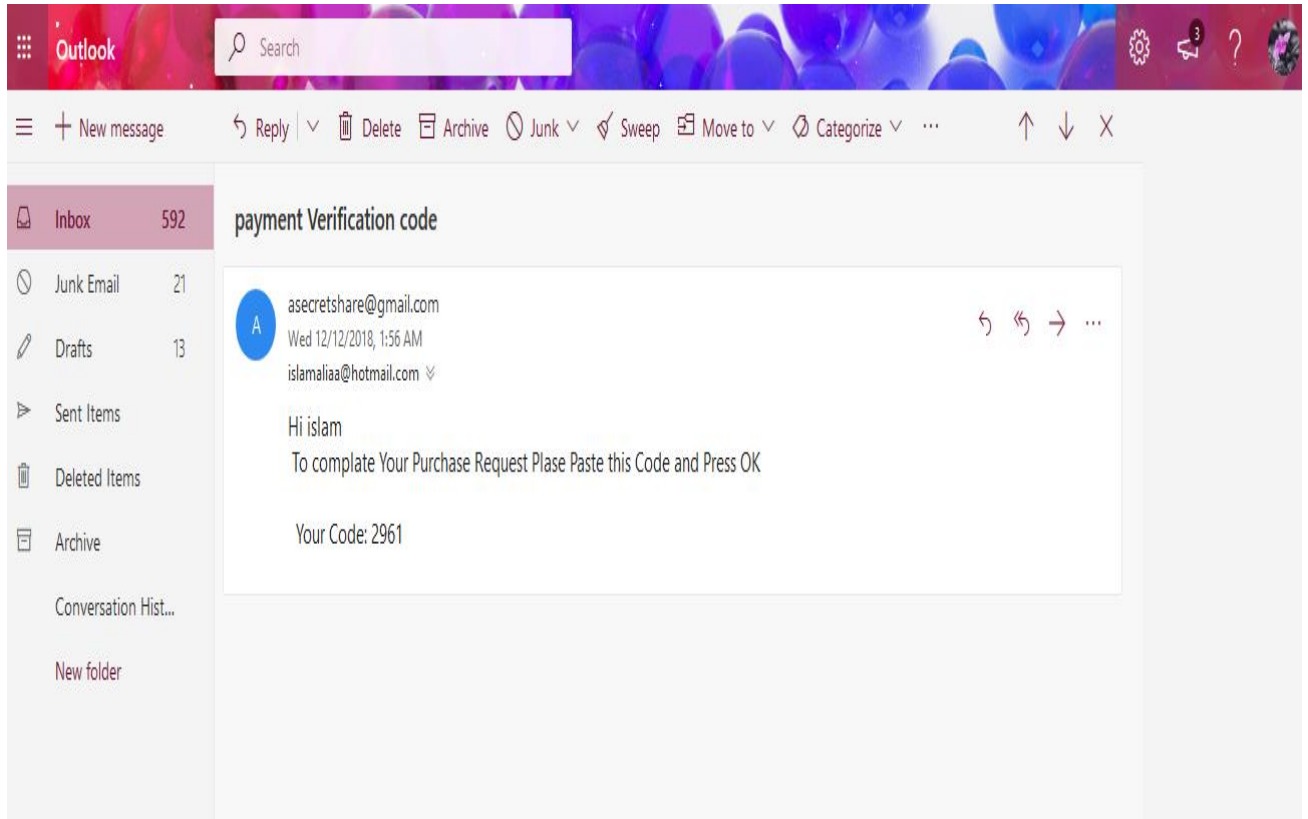 Outlook
Search
3
?
New message
Reply
Delete
Archive
Junk
Sweep
Move to
Categorize
...
Inbox 592
Junk Email 21
Drafts 13
Sent Items
Deleted Items
Archive
Conversation Hist...
New folder
payment Verification code
A
asecretshare@gmail.com
Wed 12/12/2018, 1:56 AM
islamaliaa@hotmail.com
...
Hi islam
To complate Your Purchase Request Plase Paste this Code and Press OK
Your Code: 2961